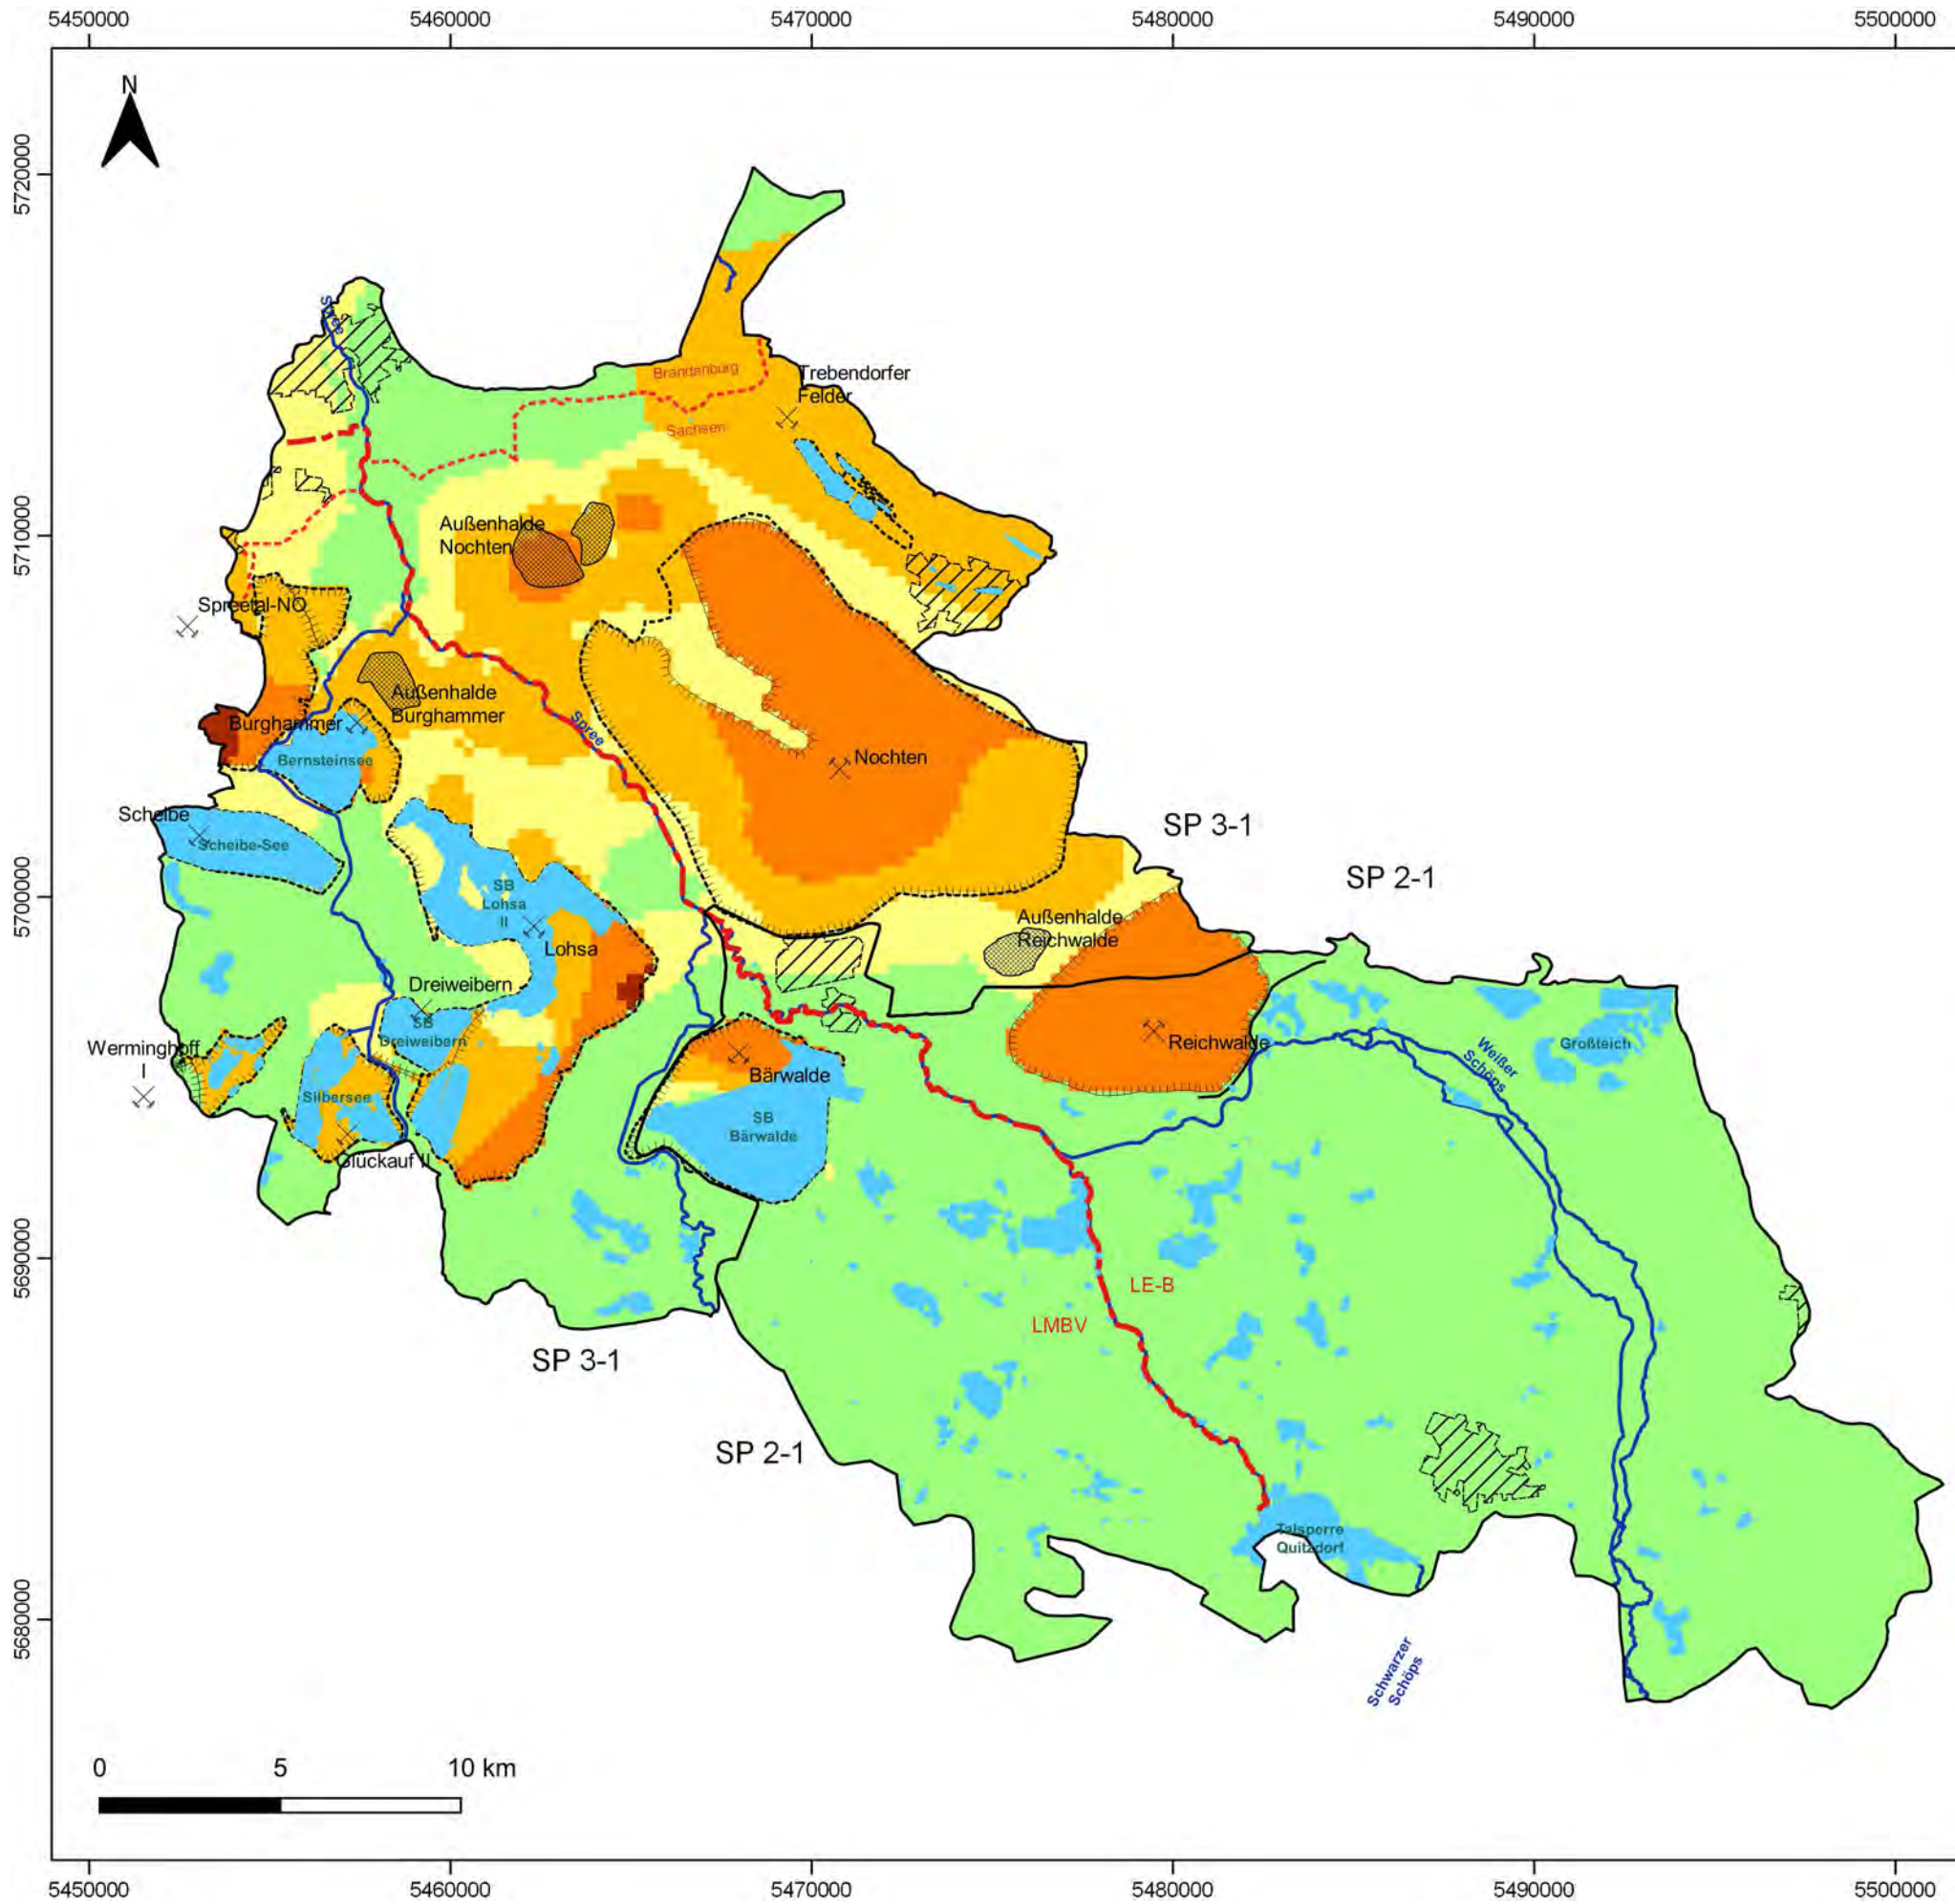 5450000
5460000
5470000
5480000
5490000
5500000
N
5720000
Spree
Brandenburg
Sachsen
Trebendorfer
Felder
5710000
Außenhalde
Nochten
Spreetal-NO
Außenhalde
Burghammer
Burghammer
Bernsteinsee
Spree
Nochten
Scheibe
Scheibe-See
SP 3-1
SP 2-1
5700000
SB
Lohsa
II
Lohsa
Außenhalde
Reichwalde
Dreiweibern
SB
Dreiweibern
Reichwalde
Weißer
Schöps
Großteich
Werminghoff
I
Silbersee
Bärwalde
SB
Bärwalde
Glückauf II
5690000
LE-B
LMBV
SP 3-1
SP 2-1
Talsperre
Quitzdorf
5680000
Schwarzer
Schöps
0
5
10 km
5450000
5460000
5470000
5480000
5490000
5500000